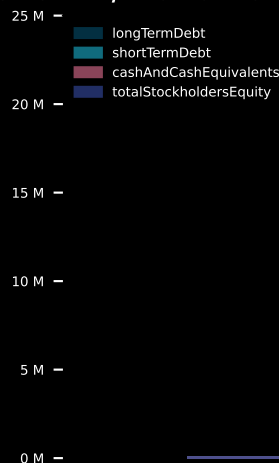 25 M
longTermDebt
shortTermDebt
cashAndCashEquivalents
totalStockholdersEquity
20 M
15 M
10 M
5 M
0 M